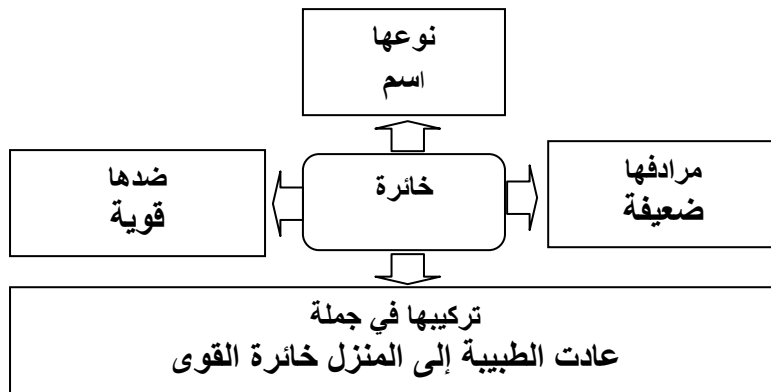 نوعها
اسم
مرادفها
ضعيفة
خائرة
ضدها
قوية
تركيبها في جملة
عادت الطبيبة إلى المنزل خائرة القوى